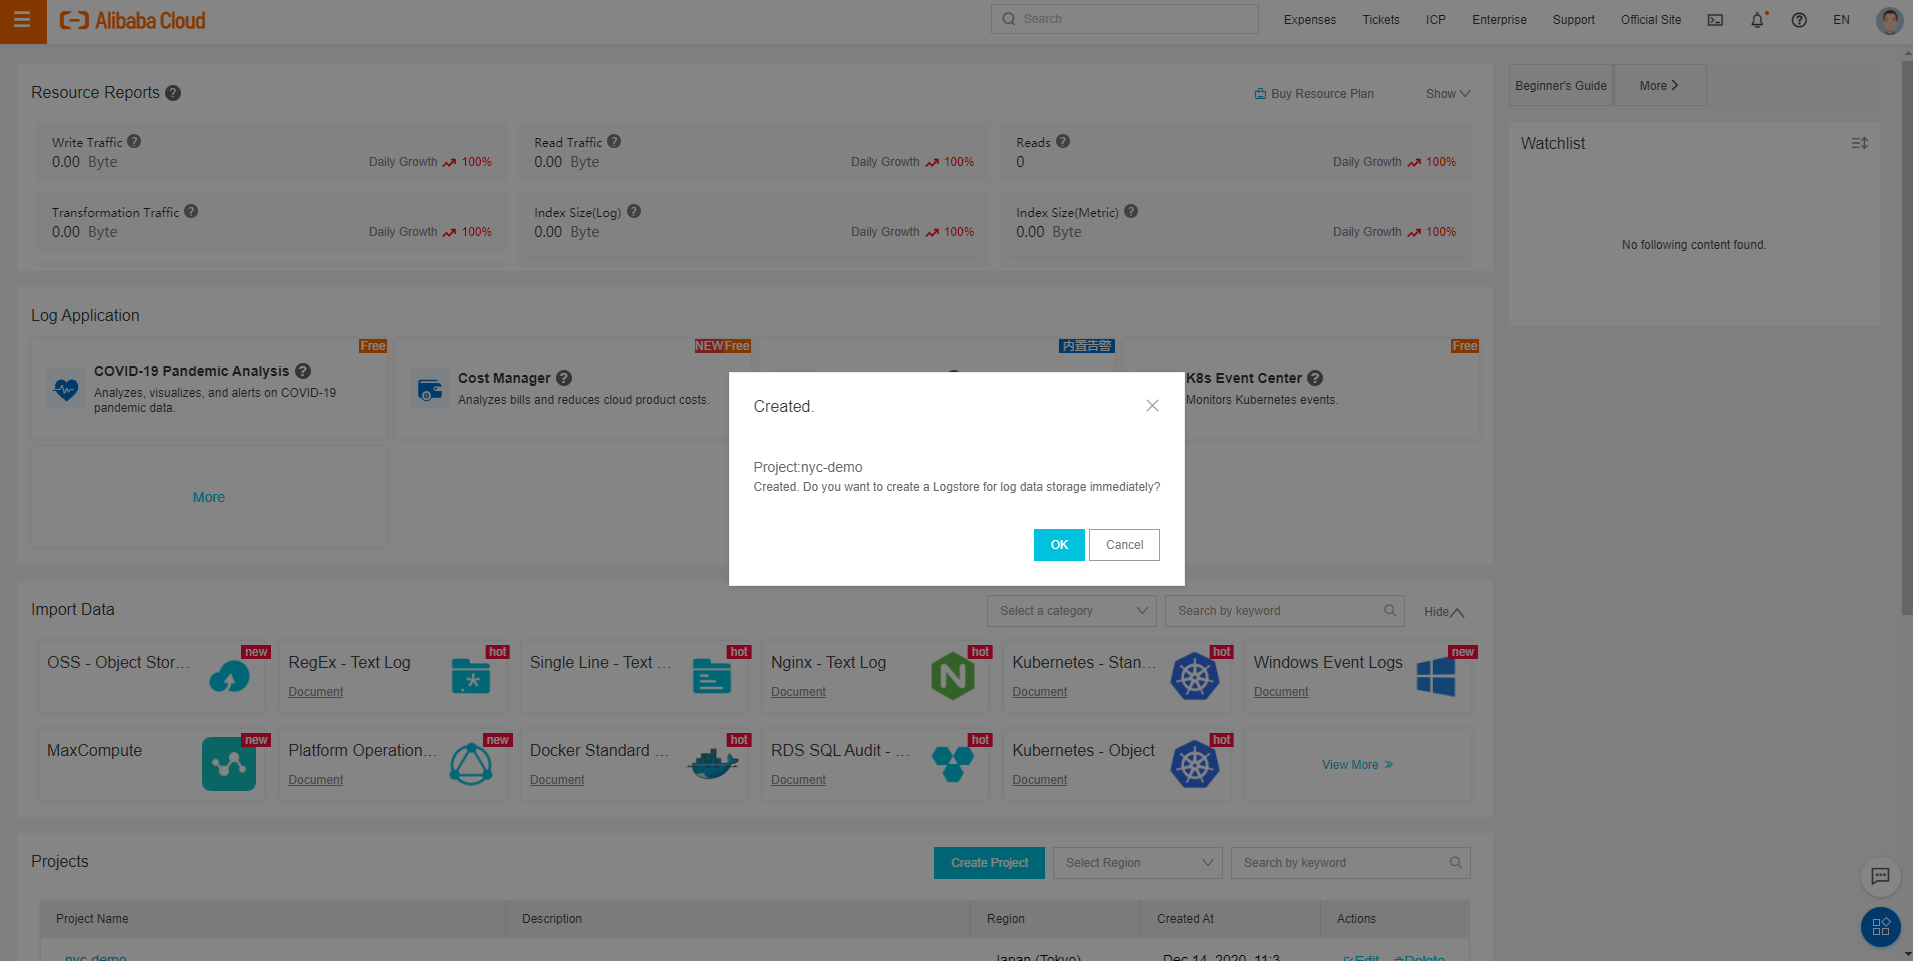 Alibaba Cloud
Search
Expenses
Tickets
ICP
Enterprise
Support
Official Site
EN
Resource Reports
Buy Resource Plan
Show
Beginner's Guide
More
Write Traffic
0.00 Byte
Daily Growth 100%
Read Traffic
0.00 Byte
Daily Growth 100%
Reads
0
Daily Growth 100%
Watchlist
No following content found.
Transformation Traffic
0.00 Byte
Daily Growth 100%
Index Size(Log)
0.00 Byte
Daily Growth 100%
Index Size(Metric)
0.00 Byte
Daily Growth 100%
Log Application
Free
COVID-19 Pandemic Analysis
Analyzes, visualizes, and alerts on COVID-19
pandemic data.
NEW Free
Cost Manager
Analyzes bills and reduces cloud product costs.
内置告警
Free
K8s Event Center
Monitors Kubernetes events.
More
Created.
Project:nyc-demo
Created. Do you want to create a Logstore for log data storage immediately?
OK
Cancel
Import Data
Select a category
Search by keyword
Hide
OSS - Object Stor...
new
RegEx - Text Log
Document
hot
Single Line - Text ...
hot
Nginx - Text Log
Document
hot
Kubernetes - Stan...
Document
hot
Windows Event Logs
Document
new
MaxCompute
new
Platform Operation...
Document
new
Docker Standard ...
Document
hot
RDS SQL Audit - ...
Document
hot
Kubernetes - Object
Document
hot
View More
Projects
Create Project
Select Region
Search by keyword
Project Name
Description
Region
Created At
Actions
nyc-demo
Japan (Tokyo)
Dec 14, 2020, 11:3
Edit
Delete